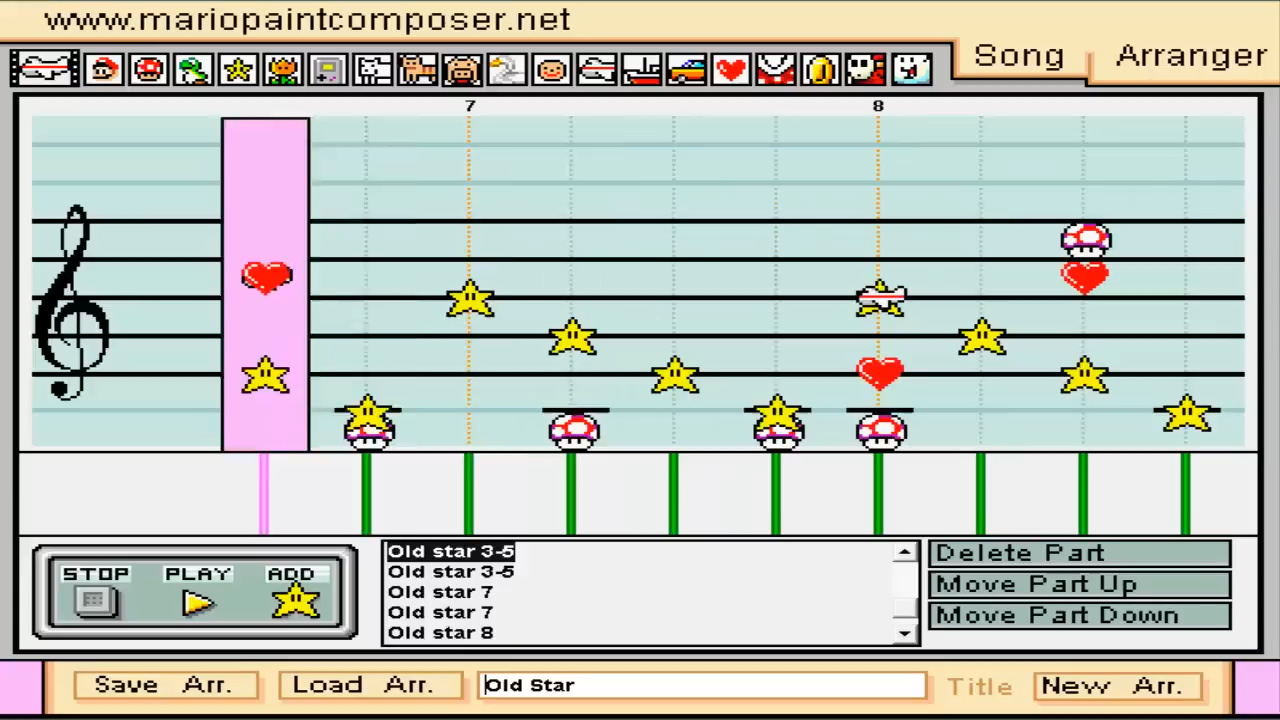 www.mariopaintcomposer.net
Song
Arranger
7
8
STOP PLAY ADD
Old star 3-5
Old star 3-5
Old star 7
Old star 7
Old star 8
Delete Part
Move Part Up
Move Part Down
Save Arr.
Load Arr.
Old Star
Title
New Arr.